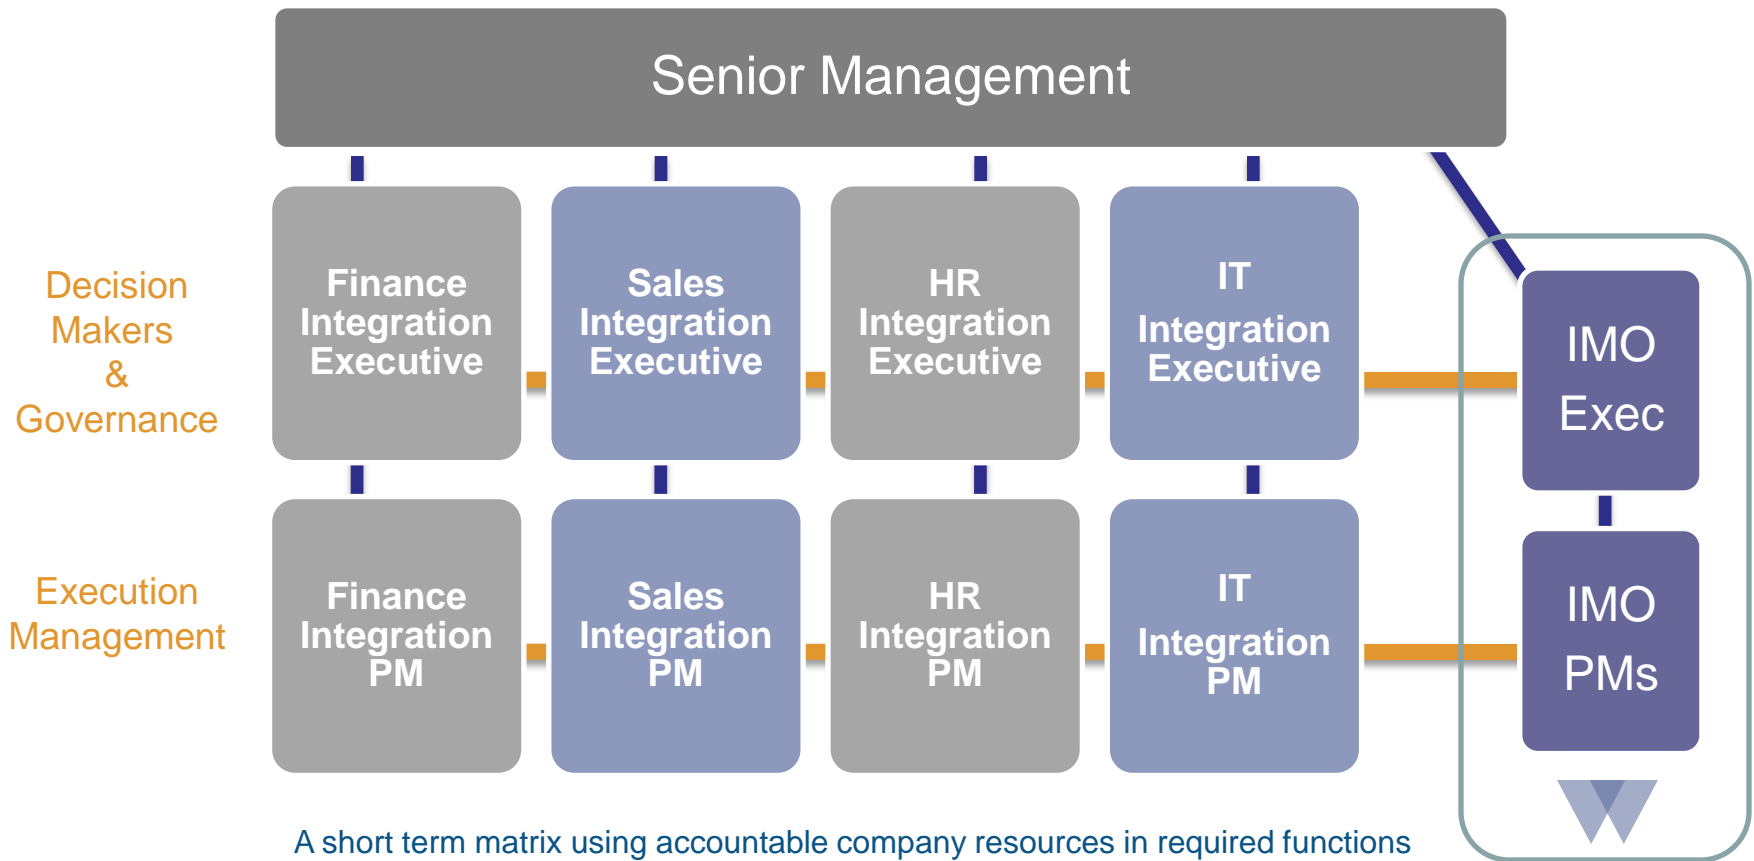 Senior Management
Decision
Makers
&
Governance
Finance
Integration
Executive
Sales
Integration
Executive
HR
Integration
Executive
IT
Integration
Executive
IMO
Exec
Execution
Management
Finance
Integration
PM
Sales
Integration
PM
HR
Integration
PM
IT
Integration
PM
IMO
PMs
A short term matrix using accountable company resources in required functions